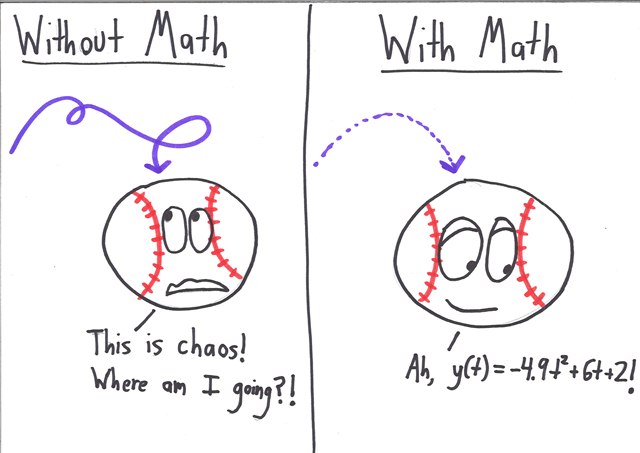 Without Math
With Math
This is chaos!
Where am I going?!
Ah, y(t) = -4.9t²+6t+2!